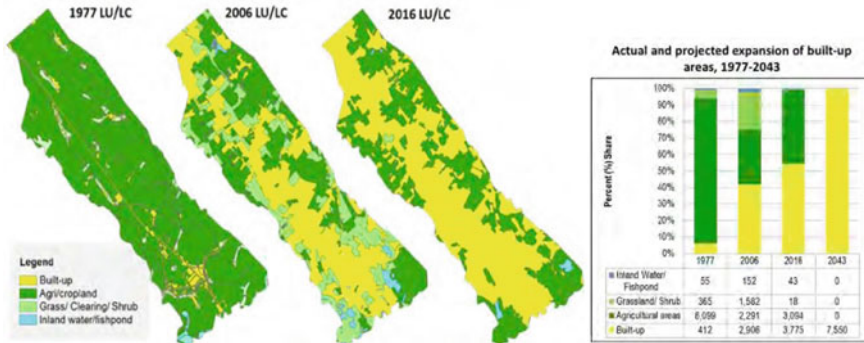 1977 LU/LC
2006 LU/LC
2016 LU/LC
Legend
Built-up
Agri/cropland
Grass/ Clearing/ Shrub
Inland water/fishpond
Actual and projected expansion of built-up
areas, 1977-2043
Percent (%) Share
100%
90%
80%
70%
60%
50%
40%
30%
20%
10%
0%
1977 2006 2016 2043
Inland Water/
Fishpond 55 152 43 0
Grassland/ Shrub 365 1,582 18 0
Agricultural areas 6,099 2,291 3,094 0
Built-up 412 2,906 3,775 7,550